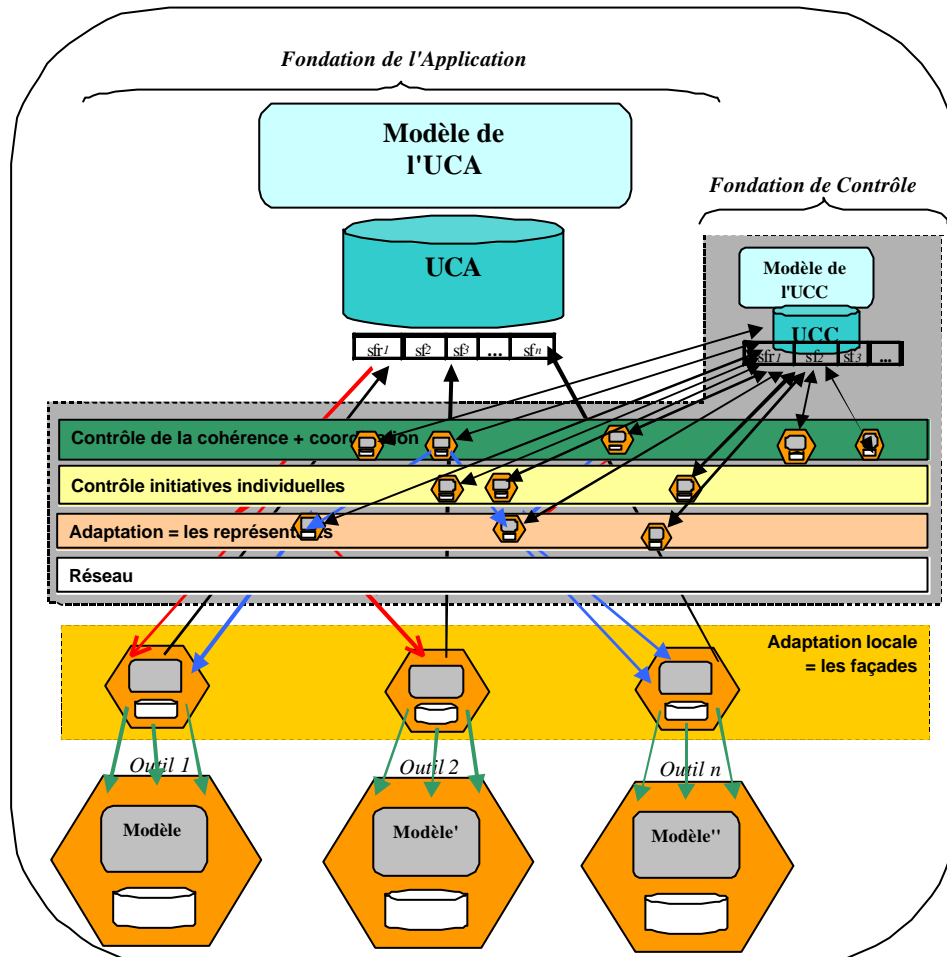 Fondation de l'Application
Modèle de
l'UCA
Fondation de Contrôle
UCA
Modèle de
l'UCC
UCC
sfr1 sf2 sf3 ... sfn
sfr1 sf2 sf3 ...
Contrôle de la cohérence + coordination
Contrôle initiatives individuelles
Adaptation = les représentants
Réseau
Adaptation locale
= les façades
Outil 1
Outil 2
Outil n
Modèle
Modèle'
Modèle''